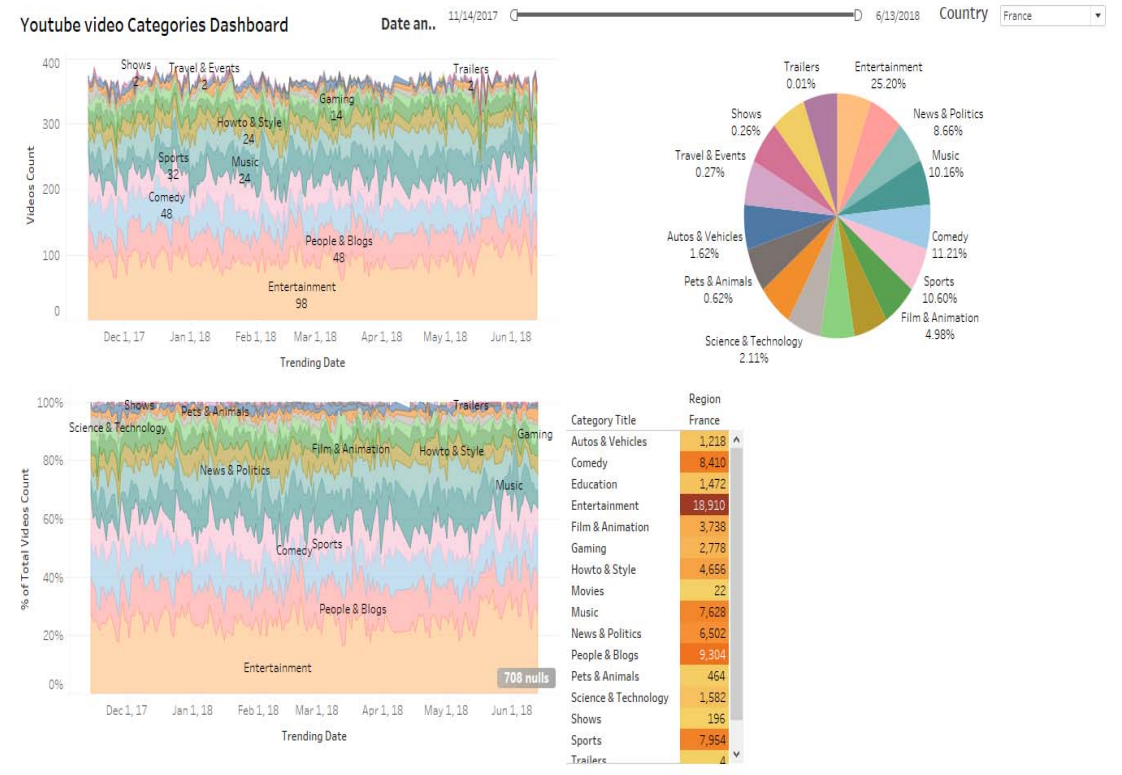 Youtube video Categories Dashboard
Date an..
11/14/2017
6/13/2018
Country
France
400
300
200
100
0
Videos Count
Shows
2
Travel & Events
2
Trailers
2
Gaming
14
Howto & Style
24
Sports
32
Music
24
Comedy
48
People & Blogs
48
Entertainment
98
Dec 1, 17
Jan 1, 18
Feb 1, 18
Mar 1, 18
Apr 1, 18
May 1, 18
Jun 1, 18
Trending Date
Trailers
0.01%
Entertainment
25.20%
Shows
0.26%
News & Politics
8.66%
Travel & Events
0.27%
Music
10.16%
Autos & Vehicles
1.62%
Comedy
11.21%
Pets & Animals
0.62%
Sports
10.60%
Film & Animation
4.98%
Science & Technology
2.11%
100%
80%
60%
40%
20%
0%
% of Total Videos Count
Shows
Pets & Animals
Trailers
Science & Technology
Gaming
Film & Animation
Howto & Style
News & Politics
Music
Comedy
Sports
People & Blogs
Entertainment
708 nulls
Dec 1, 17
Jan 1, 18
Feb 1, 18
Mar 1, 18
Apr 1, 18
May 1, 18
Jun 1, 18
Trending Date
Region
Category Title France
Autos & Vehicles 1,218
Comedy 8,410
Education 1,472
Entertainment 18,910
Film & Animation 3,738
Gaming 2,778
Howto & Style 4,656
Movies 22
Music 7,628
News & Politics 6,502
People & Blogs 9,304
Pets & Animals 464
Science & Technology 1,582
Shows 196
Sports 7,954
Trailers 4